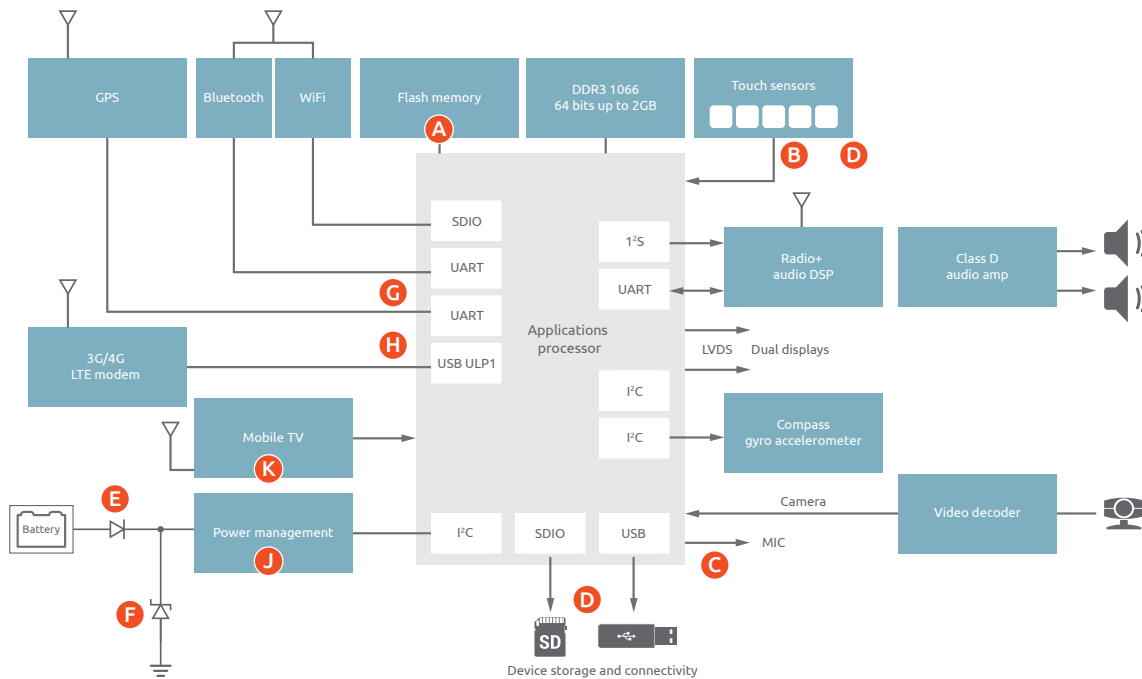 GPS
Bluetooth
WiFi
Flash memory
A
DDR3 1066
64 bits up to 2GB
Touch sensors
B
D
SDIO
UART
G
UART
H
USB ULP1
3G/4G
LTE modem
Applications
processor
1²S
UART
Radio+
audio DSP
Class D
audio amp
LVDS
Dual displays
I²C
I²C
Compass
gyro accelerometer
Mobile TV
K
E
Battery
Power management
J
F
I²C
SDIO
USB
Camera
Video decoder
C
MIC
D
SD
Device storage and connectivity